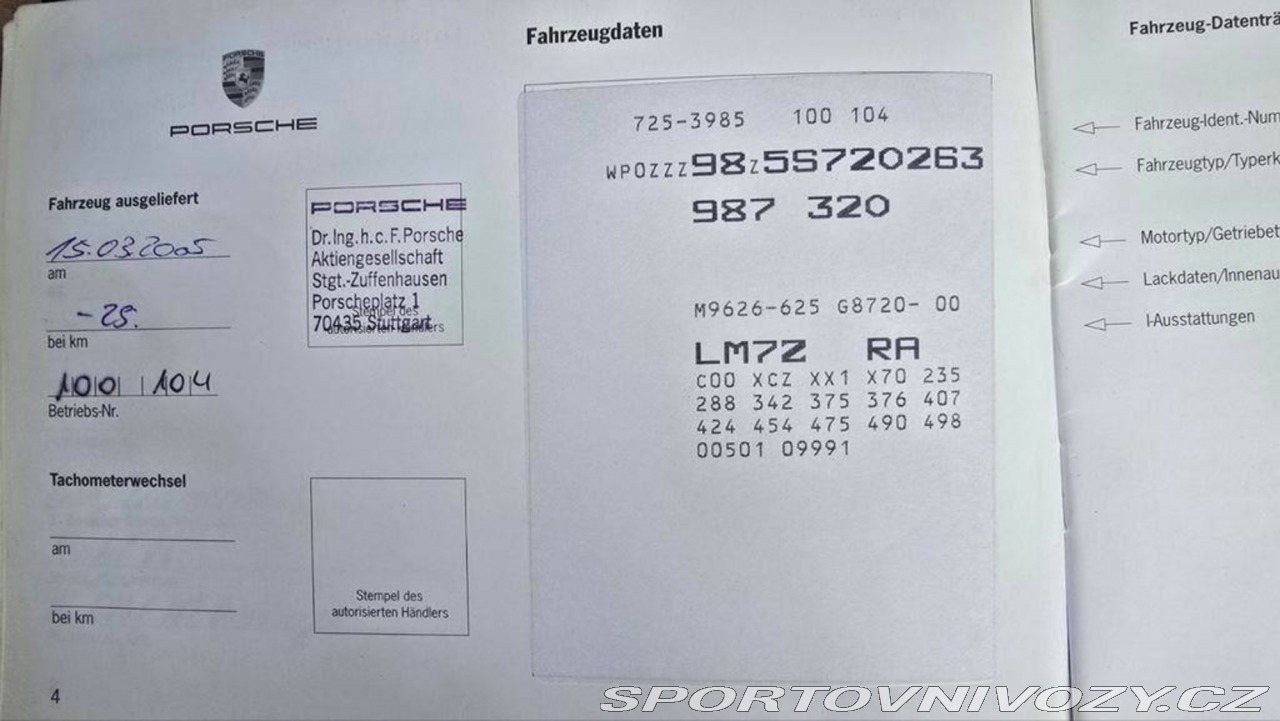 PORSCHE
Fahrzeug ausgeliefert
15.03.2005
am
-25.
bei km
100 104
Betriebs-Nr.
PORSCHE
Dr.Ing.h.c.F.Porsche
Aktiengesellschaft
Stgt.-Zuffenhausen
Porscheplatz 1
Stempel des
70435 Stuttgart
autorisierten Händlers
Tachometerwechsel
am
bei km
Stempel des
autorisierten Händlers
4
Fahrzeugdaten
725-3985 100 104
WP0ZZZ98Z5S720263
987 320
M9626-625 G8720- 00
LM7Z RA
C00 XCZ XX1 X70 235
288 342 375 376 407
424 454 475 490 498
00501 09991
Fahrzeug-Datenträ
Fahrzeug-Ident.-Num
Fahrzeugtyp/Typerk
Motortyp/Getriebet
Lackdaten/Innenau
I-Ausstattungen
SPORTOVNIVOZY.CZ